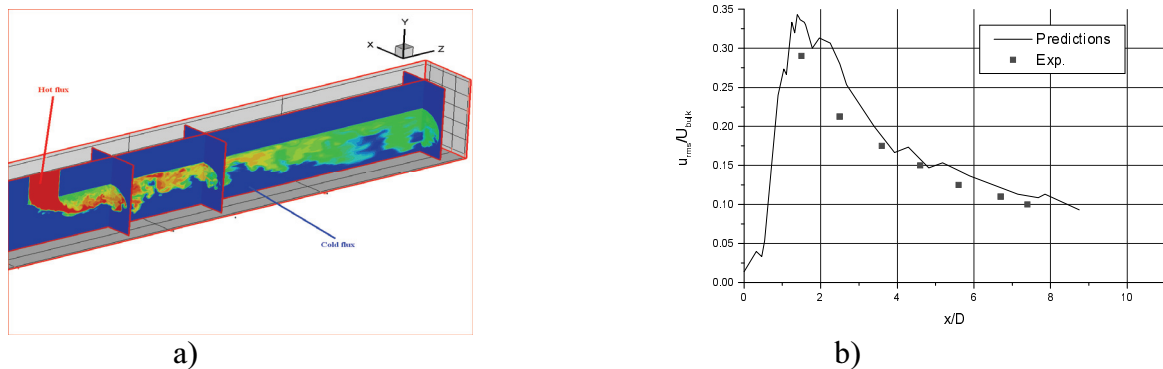 Hot flux
Cold flux
X
Y
Z
a)
u_rms/U_bulk
0.35
0.30
0.25
0.20
0.15
0.10
0.05
0.00
0
2
4
6
8
10
x/D
Predictions
Exp.
b)